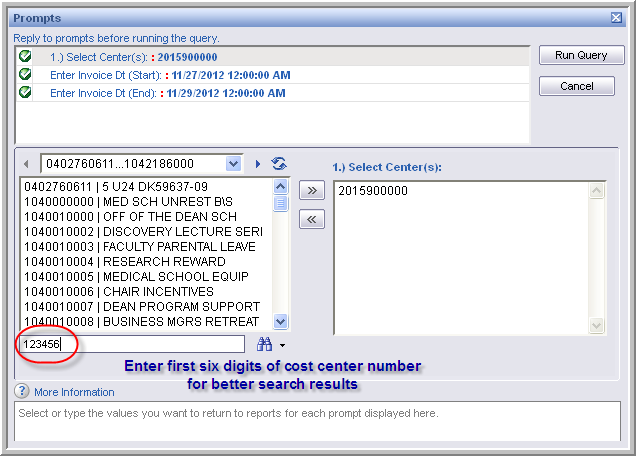 Prompts
Reply to prompts before running the query.
1.) Select Center(s): : 2015900000
Enter Invoice Dt (Start): : 11/27/2012 12:00:00 AM
Enter Invoice Dt (End): : 11/29/2012 12:00:00 AM
Run Query
Cancel
0402760611...1042186000
0402760611 | 5 U24 DK59637-09
1040000000 | MED SCH UNREST B\S
1040010000 | OFF OF THE DEAN SCH
1040010002 | DISCOVERY LECTURE SERI
1040010003 | FACULTY PARENTAL LEAVE
1040010004 | RESEARCH REWARD
1040010005 | MEDICAL SCHOOL EQUIP
1040010006 | CHAIR INCENTIVES
1040010007 | DEAN PROGRAM SUPPORT
1040010008 | BUSINESS MGRS RETREAT
>>
<<
1.) Select Center(s):
2015900000
123456
Enter first six digits of cost center number
for better search results
? More Information
Select or type the values you want to return to reports for each prompt displayed here.